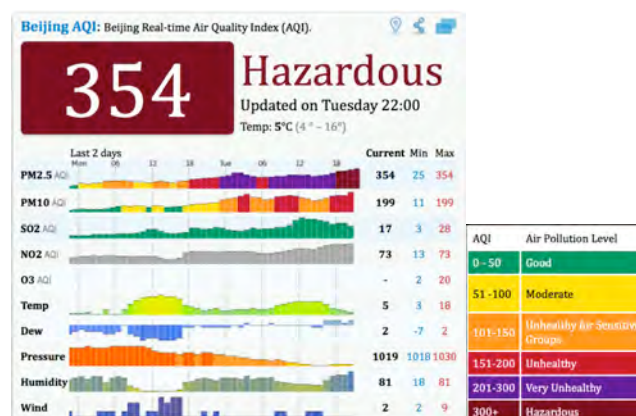 Beijing AQI: Beijing Real-time Air Quality Index (AQI).
354
Hazardous
Updated on Tuesday 22:00
Temp: 5°C (4° – 16°)
Last 2 days
Current Min Max
Mon 06 12 18 Tue 06 12 18
PM2.5 AQI 354 25 354
PM10 AQI 199 11 199
SO2 AQI 17 3 28
NO2 AQI 73 13 73
O3 AQI - 2 20
Temp 5 3 18
Dew 2 -7 2
Pressure 1019 1018 1030
Humidity 81 18 81
Wind 2 2 9
AQI Air Pollution Level
0 - 50 Good
51 -100 Moderate
101-150 Unhealthy for Sensitive
Groups
151-200 Unhealthy
201-300 Very Unhealthy
300+ Hazardous